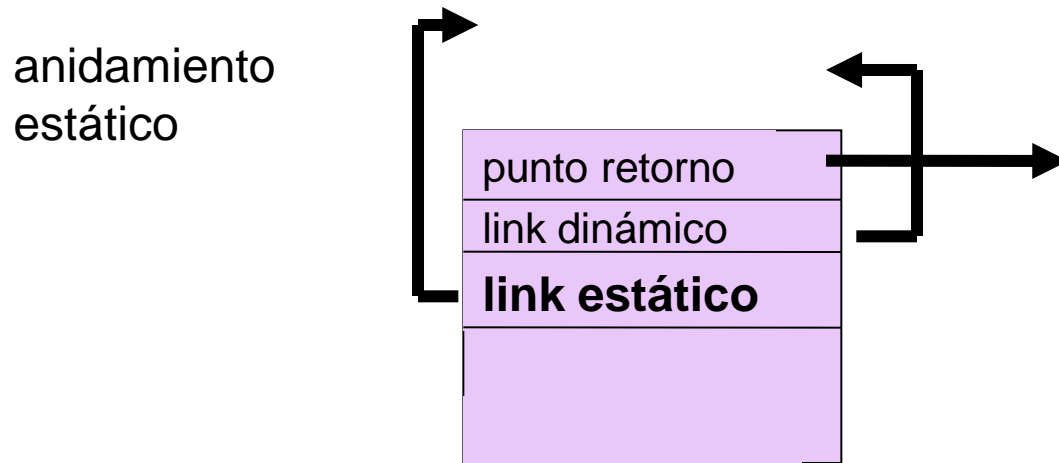 anidamiento
estático
punto retorno
link dinámico
link estático